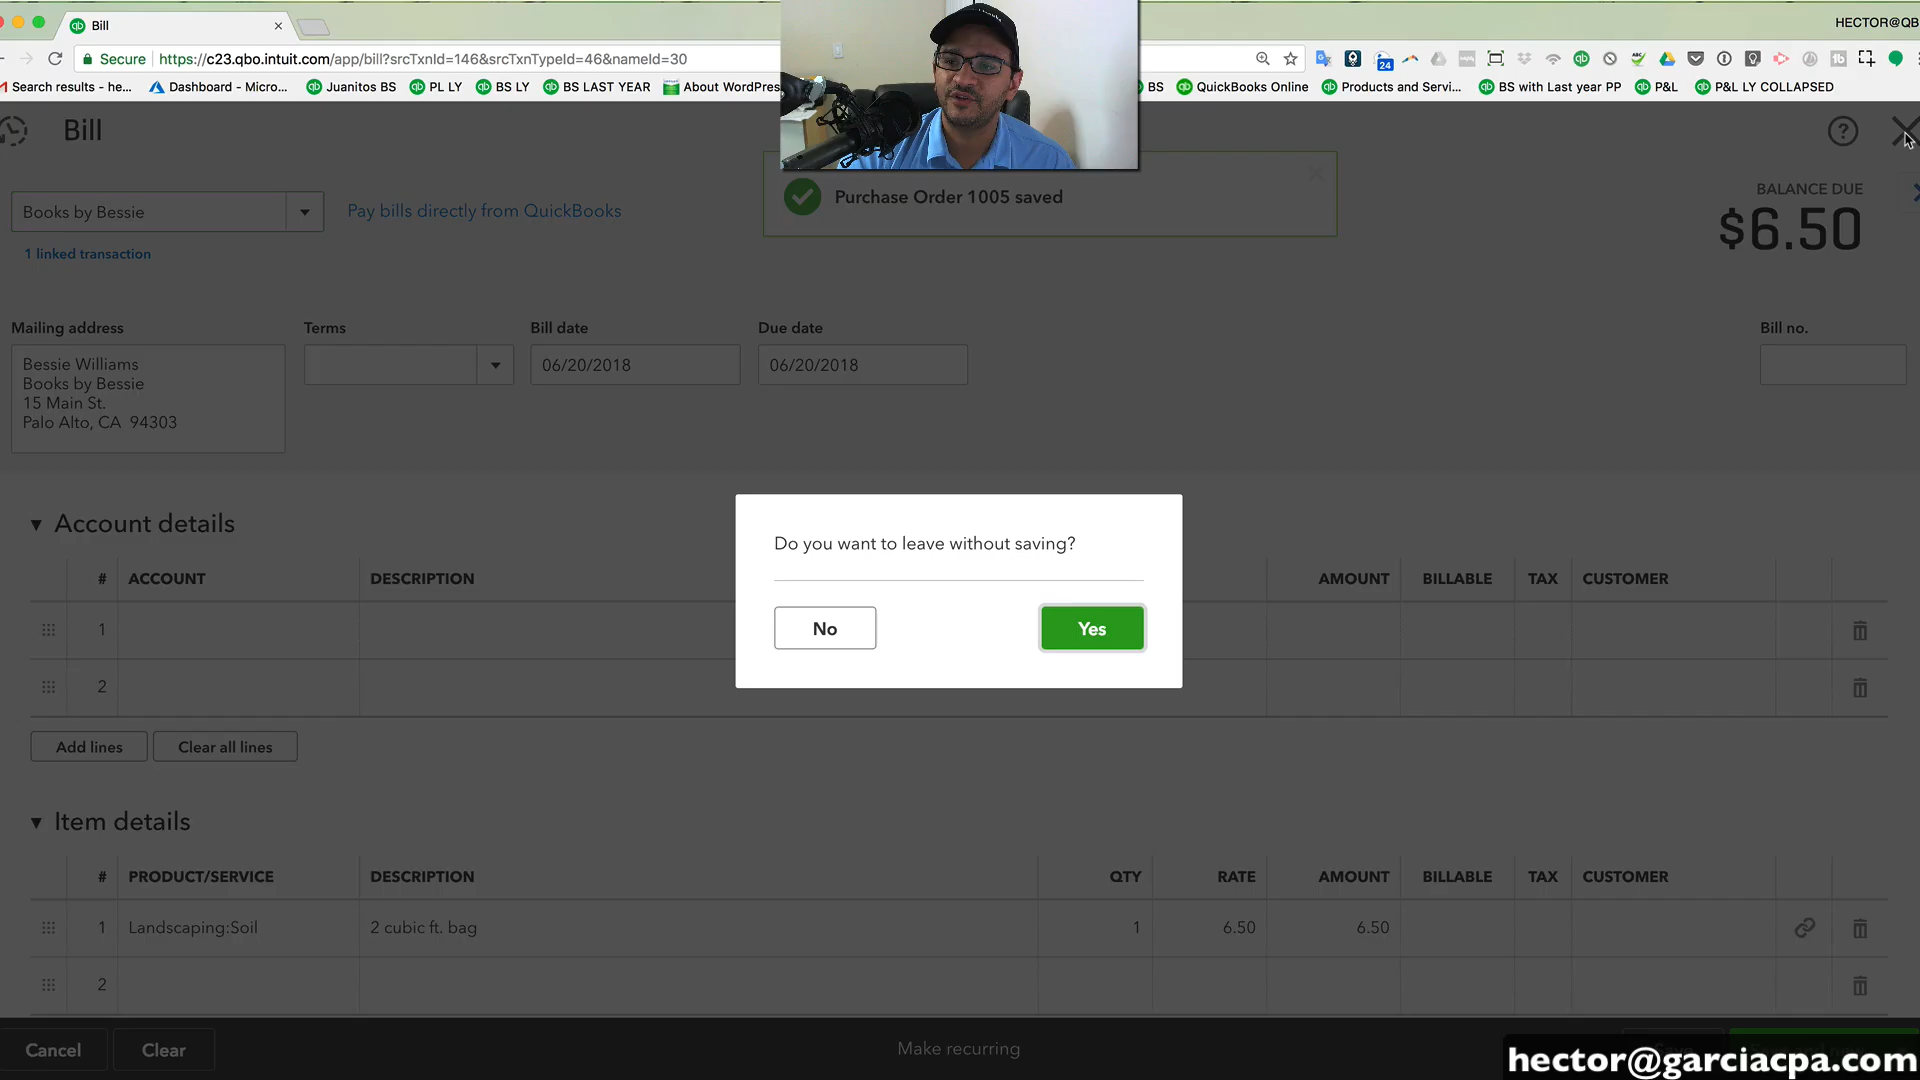 Bill
HECTOR@QB
Secure https://c23.qbo.intuit.com/app/bill?srcTxnId=146&srcTxnTypeId=46&nameId=30
24
Search results - he...
Dashboard - Micro...
Juanitos BS
PL LY
BS LY
BS LAST YEAR
About WordPres
BS
QuickBooks Online
Products and Servi...
BS with Last year PP
P&L
P&L LY COLLAPSED
Bill
Purchase Order 1005 saved
BALANCE DUE
$6.50
Books by Bessie
Pay bills directly from QuickBooks
1 linked transaction
Mailing address
Terms
Bill date
Due date
Bill no.
Bessie Williams
Books by Bessie
15 Main St.
Palo Alto, CA 94303
06/20/2018
06/20/2018
Account details
# ACCOUNT DESCRIPTION AMOUNT BILLABLE TAX CUSTOMER
1
2
Do you want to leave without saving?
No
Yes
Add lines
Clear all lines
Item details
# PRODUCT/SERVICE DESCRIPTION QTY RATE AMOUNT BILLABLE TAX CUSTOMER
1 Landscaping:Soil 2 cubic ft. bag 1 6.50 6.50
2
Cancel
Clear
Make recurring
hector@garciacpa.com